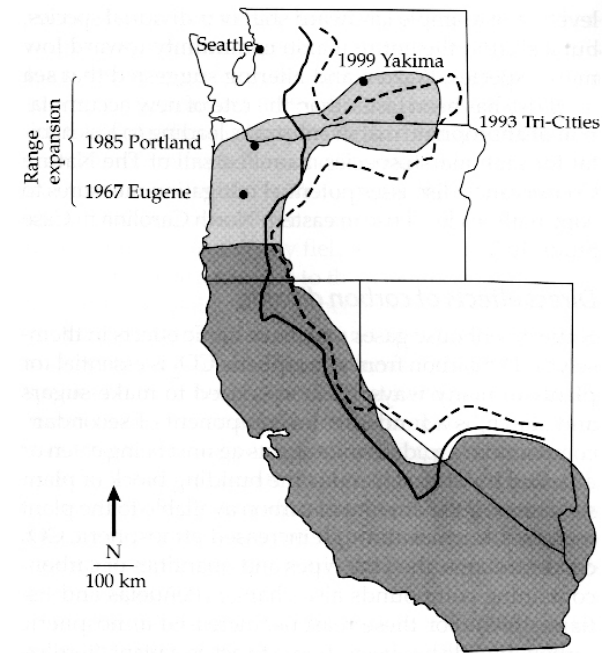 Seattle
1999 Yakima
1993 Tri-Cities
Range
expansion
1985 Portland
1967 Eugene
N
100 km